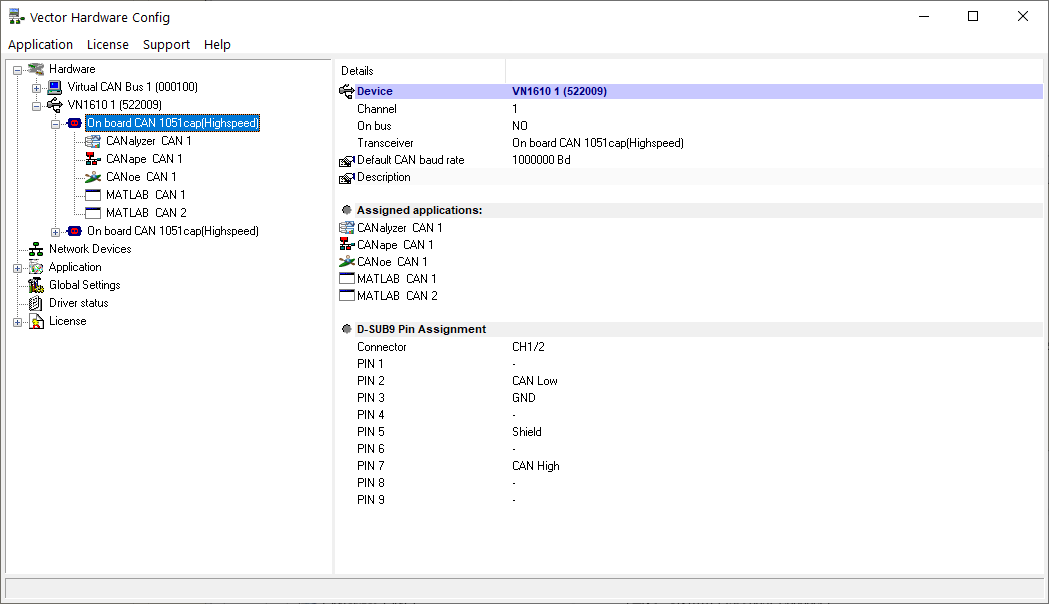 Vector Hardware Config
Application License Support Help
Hardware
Virtual CAN Bus 1 (000100)
VN1610 1 (522009)
On board CAN 1051cap(Highspeed)
CANalyzer CAN 1
CANape CAN 1
CANoe CAN 1
MATLAB CAN 1
MATLAB CAN 2
On board CAN 1051cap(Highspeed)
Network Devices
Application
Global Settings
Driver status
License
Details
Device VN1610 1 (522009)
Channel 1
On bus NO
Transceiver On board CAN 1051cap(Highspeed)
Default CAN baud rate 1000000 Bd
Description
Assigned applications:
CANalyzer CAN 1
CANape CAN 1
CANoe CAN 1
MATLAB CAN 1
MATLAB CAN 2
D-SUB9 Pin Assignment
Connector CH1/2
PIN 1 -
PIN 2 CAN Low
PIN 3 GND
PIN 4 -
PIN 5 Shield
PIN 6 -
PIN 7 CAN High
PIN 8 -
PIN 9 -